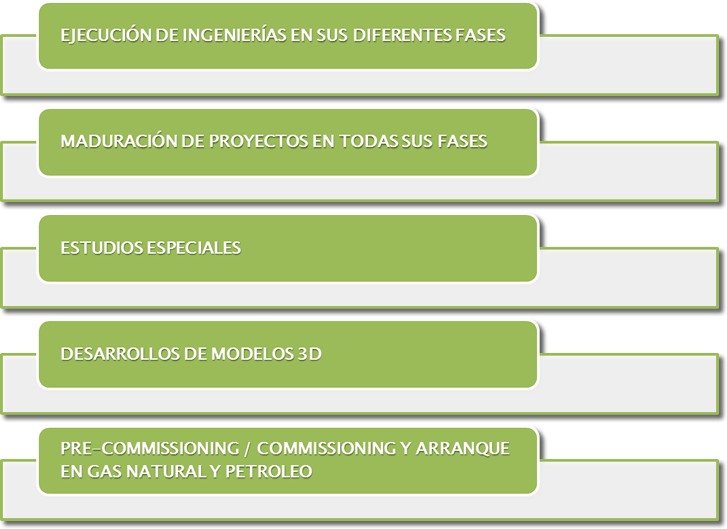 EJECUCIÓN DE INGENIERÍAS EN SUS DIFERENTES FASES
MADURACIÓN DE PROYECTOS EN TODAS SUS FASES
ESTUDIOS ESPECIALES
DESARROLLOS DE MODELOS 3D
PRE-COMMISSIONING / COMMISSIONING Y ARRANQUE
EN GAS NATURAL Y PETROLEO